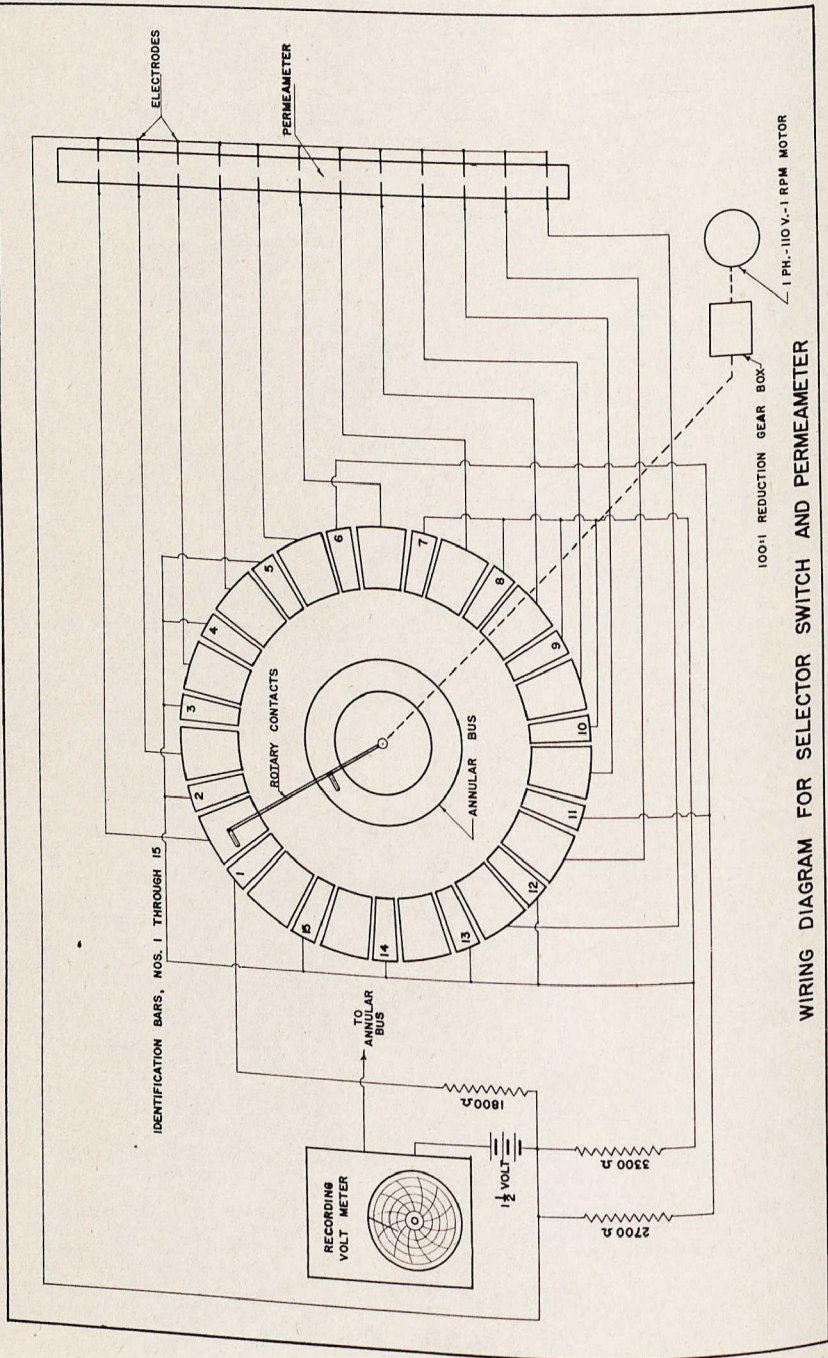 ELECTRODES
PERMEAMETER
IDENTIFICATION BARS, NOS. 1 THROUGH 15
ROTARY CONTACTS
ANNULAR BUS
1
2
3
4
5
6
7
8
9
10
11
12
13
14
15
TO
ANNULAR
BUS
RECORDING
VOLT METER
1½ VOLT
1800 Ω
3300 Ω
2700 Ω
100:1 REDUCTION GEAR BOX
1 PH.-110 V.-1 RPM MOTOR
WIRING DIAGRAM FOR SELECTOR SWITCH AND PERMEAMETER